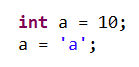 int a = 10;
a = 'a';